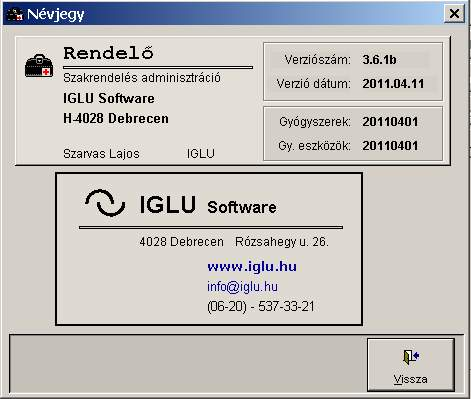 Névjegy
Rendelő
Szakrendelés adminisztráció
IGLU Software
H-4028 Debrecen
Szarvas Lajos IGLU
Verziószám: 3.6.1b
Verzió dátum: 2011.04.11
Gyógyszerek: 20110401
Gy. eszközök: 20110401
IGLU Software
4028 Debrecen Rózsahegy u. 26.
www.iglu.hu
info@iglu.hu
(06-20) - 537-33-21
Vissza